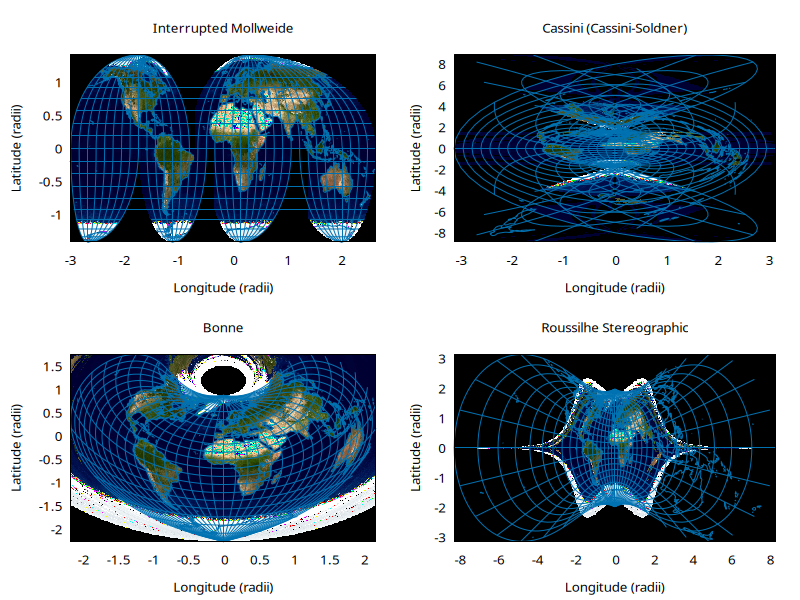 Interrupted Mollweide
Latitude (radii)
1
0.5
0
-0.5
-1
-3 -2 -1 0 1 2
Longitude (radii)
Cassini (Cassini-Soldner)
Latitude (radii)
8
6
4
2
0
-2
-4
-6
-8
-3 -2 -1 0 1 2 3
Longitude (radii)
Bonne
Latitude (radii)
1.5
1
0.5
0
-0.5
-1
-1.5
-2
-2 -1.5 -1 -0.5 0 0.5 1 1.5 2
Longitude (radii)
Roussilhe Stereographic
Latitude (radii)
3
2
1
0
-1
-2
-3
-8 -6 -4 -2 0 2 4 6 8
Longitude (radii)